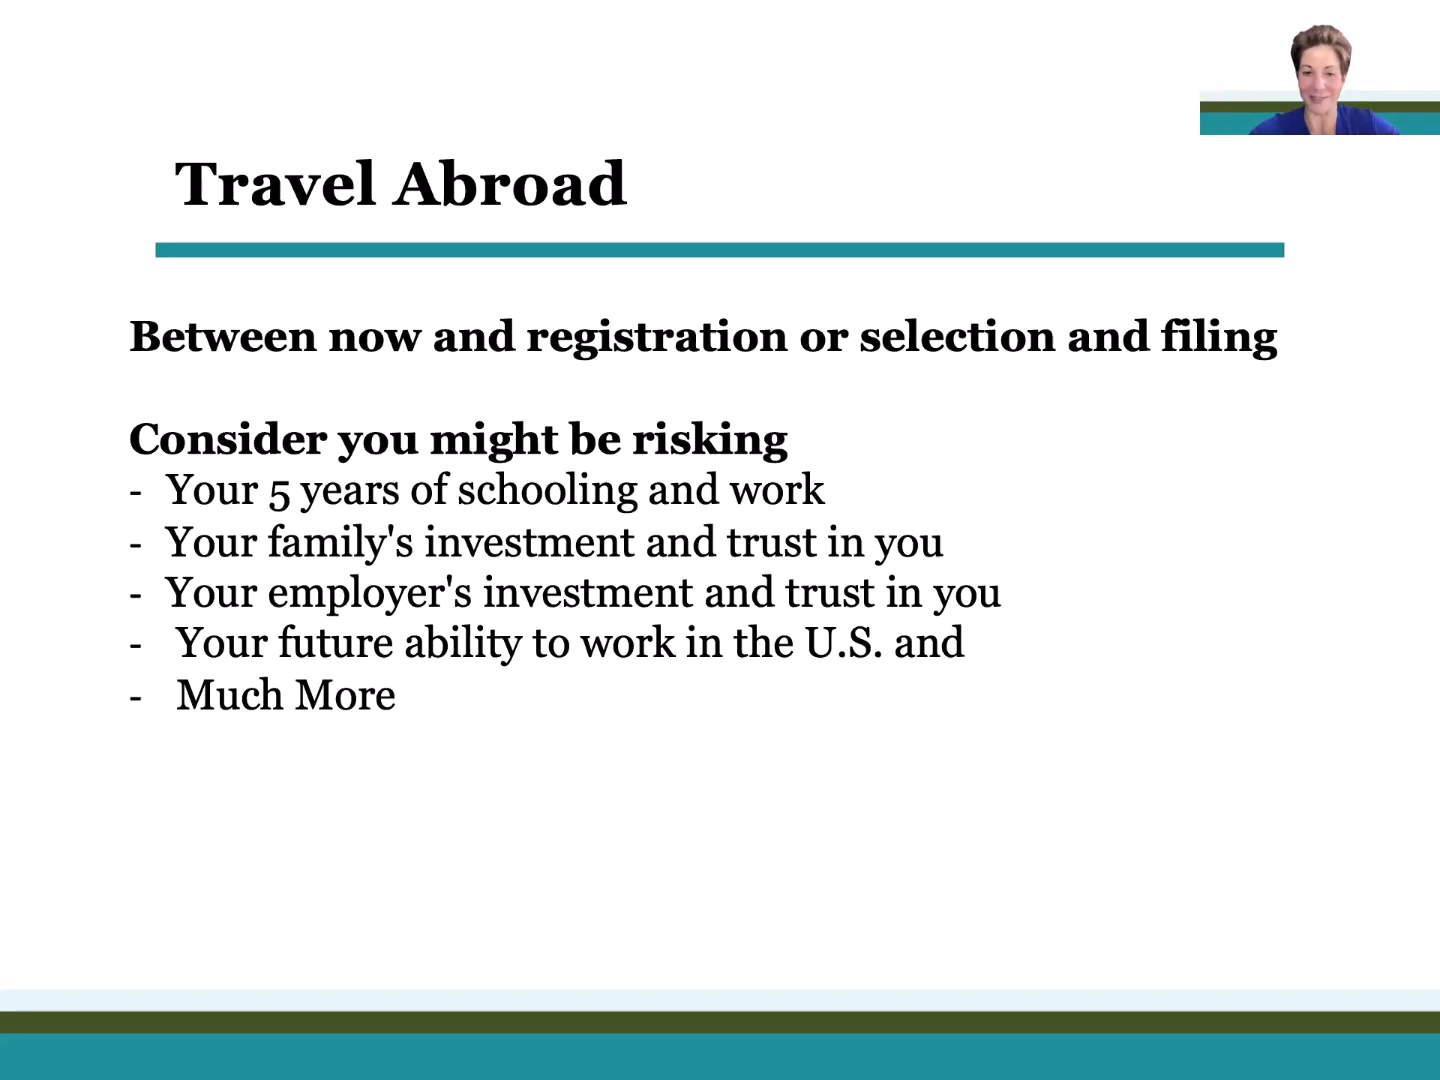 Travel Abroad
Between now and registration or selection and filing
Consider you might be risking
- Your 5 years of schooling and work
- Your family's investment and trust in you
- Your employer's investment and trust in you
- Your future ability to work in the U.S. and
- Much More